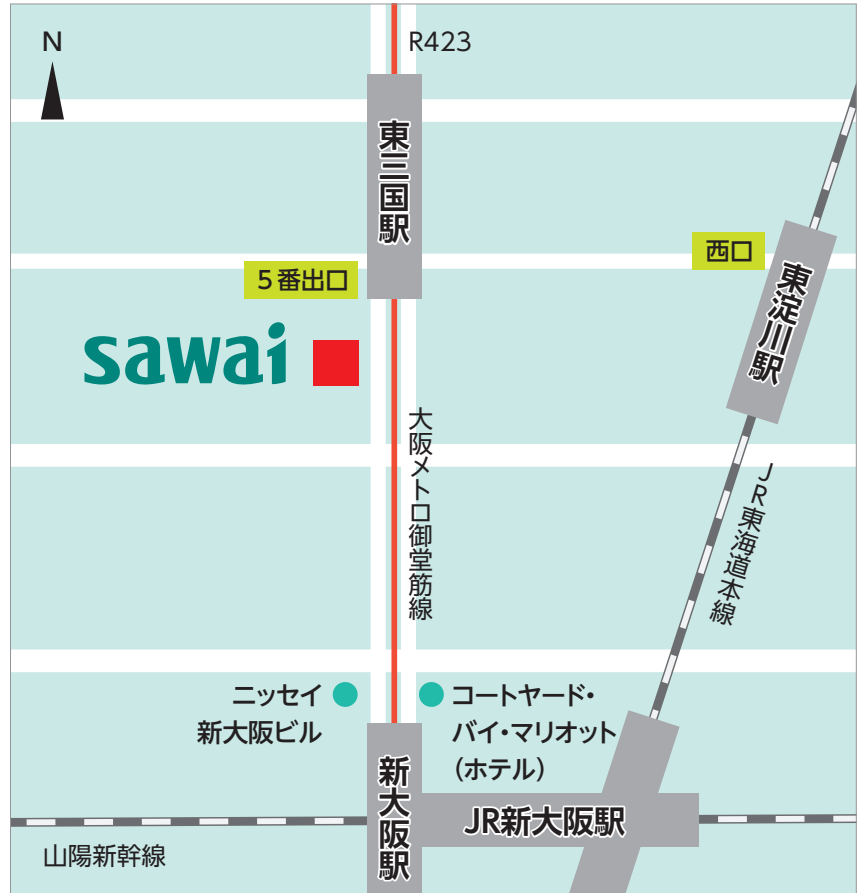 N
R423
東三国駅
西口
5番出口
東淀川駅
sawai
大阪メトロ御堂筋線
JR東海道本線
ニッセイ
新大阪ビル
コートヤード・
バイ・マリオット
（ホテル）
新大阪駅
JR新大阪駅
山陽新幹線